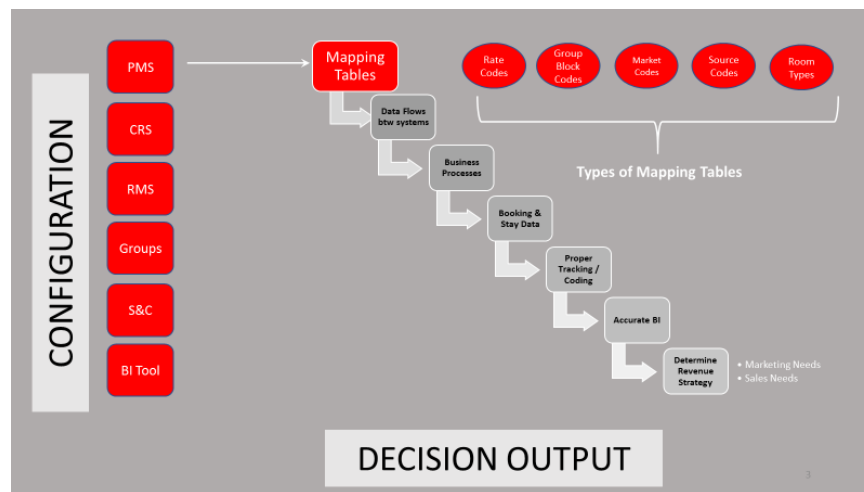 CONFIGURATION
PMS
CRS
RMS
Groups
S&C
BI Tool
Mapping
Tables
Data Flows
btw systems
Business
Processes
Booking &
Stay Data
Proper
Tracking /
Coding
Accurate BI
Determine
Revenue
Strategy
• Marketing Needs
• Sales Needs
Rate
Codes
Group
Block
Codes
Market
Codes
Source
Codes
Room
Types
Types of Mapping Tables
DECISION OUTPUT
3